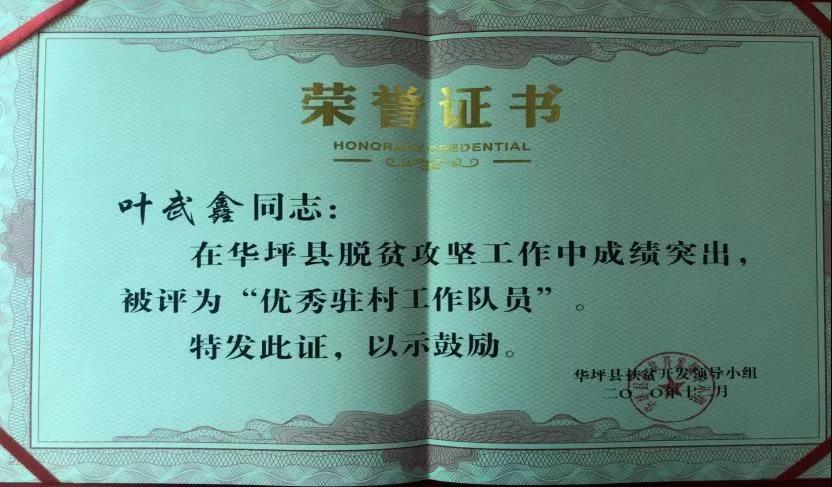 荣誉证书
HONORARY CREDENTIAL
叶武鑫同志:
在华坪县脱贫攻坚工作中成绩突出,
被评为“优秀驻村工作队员”。
特发此证,以示鼓励。
华坪县扶贫开发领导小组